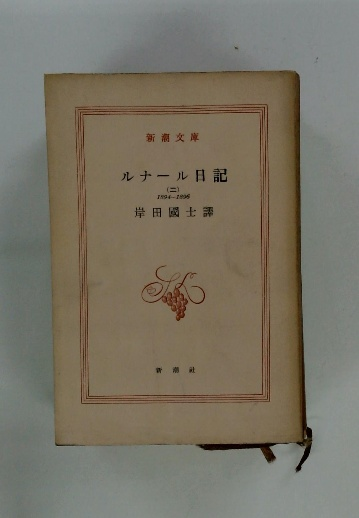 新潮文庫
ルナール日記
(二)
1894—1896
岸田國士譯
新潮社